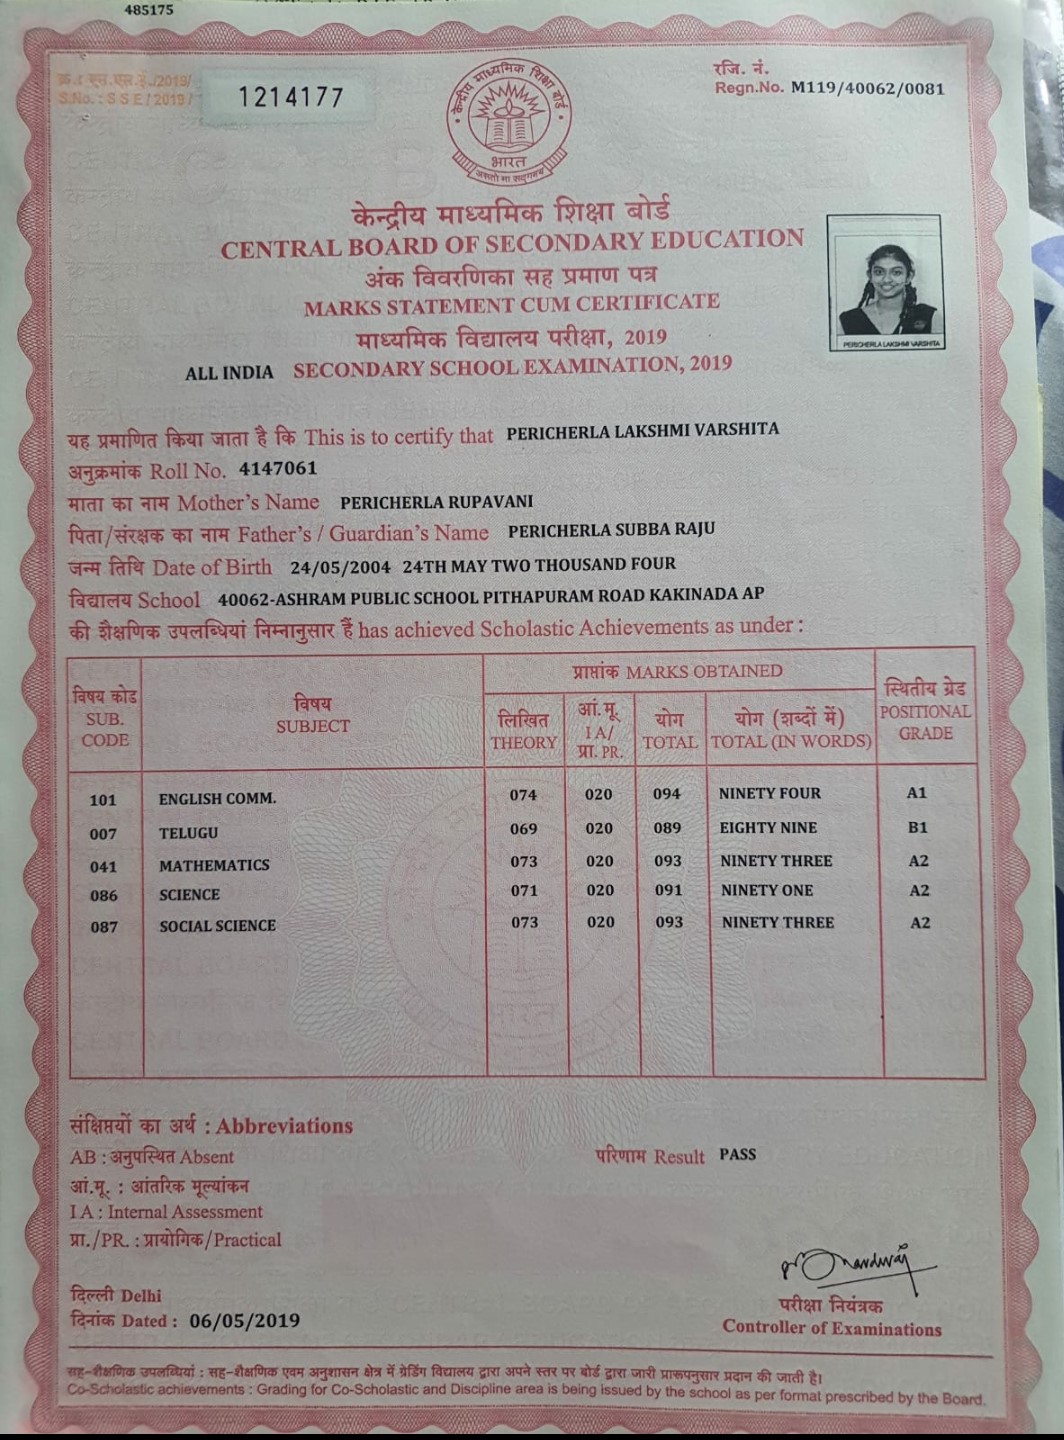 485175
क्र. : एस.एस.ई./2019/
S.No. : S S E / 2019 /
1214177
रजि. नं.
Regn.No. M119/40062/0081
केन्द्रीय माध्यमिक शिक्षा बोर्ड
भारत
असतो मा सद्गमय
केन्द्रीय माध्यमिक शिक्षा बोर्ड
CENTRAL BOARD OF SECONDARY EDUCATION
अंक विवरणिका सह प्रमाण पत्र
MARKS STATEMENT CUM CERTIFICATE
माध्यमिक विद्यालय परीक्षा, 2019
ALL INDIA SECONDARY SCHOOL EXAMINATION, 2019
PERICHERLA LAKSHMI VARSHITA
यह प्रमाणित किया जाता है कि This is to certify that PERICHERLA LAKSHMI VARSHITA
अनुक्रमांक Roll No. 4147061
माता का नाम Mother's Name PERICHERLA RUPAVANI
पिता/संरक्षक का नाम Father's / Guardian's Name PERICHERLA SUBBA RAJU
जन्म तिथि Date of Birth 24/05/2004 24TH MAY TWO THOUSAND FOUR
विद्यालय School 40062-ASHRAM PUBLIC SCHOOL PITHAPURAM ROAD KAKINADA AP
की शैक्षणिक उपलब्धियां निम्नानुसार हैं has achieved Scholastic Achievements as under :
विषय कोड SUB. CODE
विषय SUBJECT
प्राप्तांक MARKS OBTAINED
लिखित THEORY
आं.मू. I A/ प्रा. PR.
योग TOTAL
योग (शब्दों में) TOTAL (IN WORDS)
स्थितीय ग्रेड POSITIONAL GRADE
101 ENGLISH COMM. 074 020 094 NINETY FOUR A1
007 TELUGU 069 020 089 EIGHTY NINE B1
041 MATHEMATICS 073 020 093 NINETY THREE A2
086 SCIENCE 071 020 091 NINETY ONE A2
087 SOCIAL SCIENCE 073 020 093 NINETY THREE A2
संक्षिप्तियों का अर्थ : Abbreviations
AB : अनुपस्थित Absent
परिणाम Result PASS
आं.मू. : आंतरिक मूल्यांकन
I A : Internal Assessment
प्रा./PR. : प्रायोगिक/Practical
दिल्ली Delhi
दिनांक Dated : 06/05/2019
परीक्षा नियंत्रक
Controller of Examinations
सह-शैक्षणिक उपलब्धियां : सह-शैक्षणिक एवम अनुशासन क्षेत्र में ग्रेडिंग विद्यालय द्वारा अपने स्तर पर बोर्ड द्वारा जारी प्रारूपनुसार प्रदान की जाती है।
Co-Scholastic achievements : Grading for Co-Scholastic and Discipline area is being issued by the school as per format prescribed by the Board.